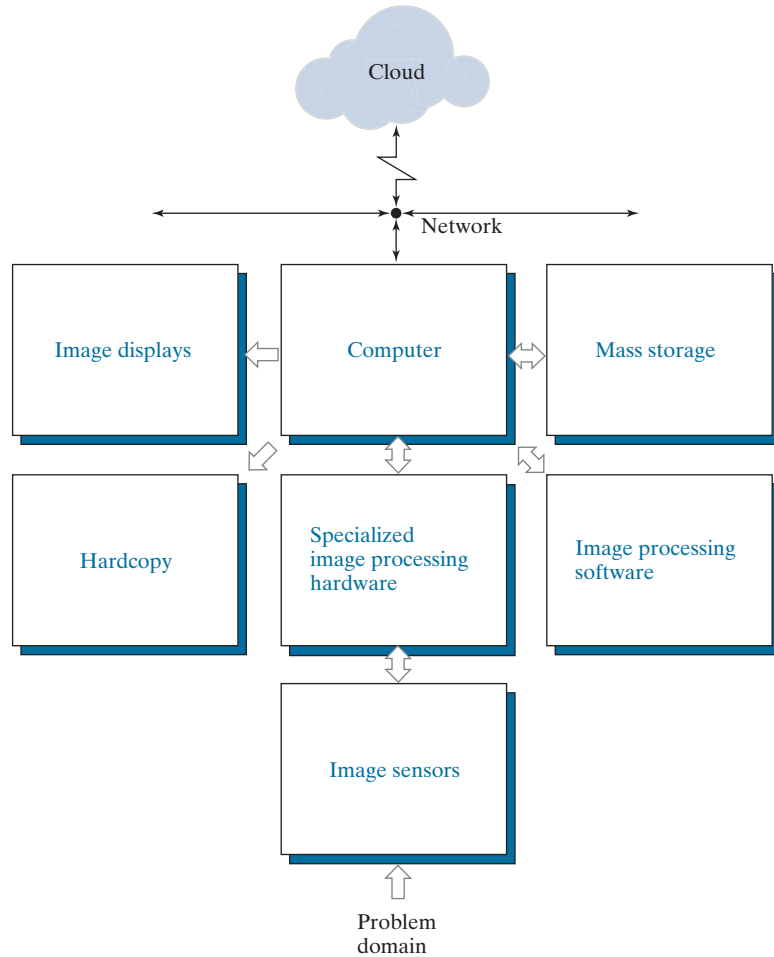 Cloud
Network
Image displays
Computer
Mass storage
Hardcopy
Specialized
image processing
hardware
Image processing
software
Image sensors
Problem
domain